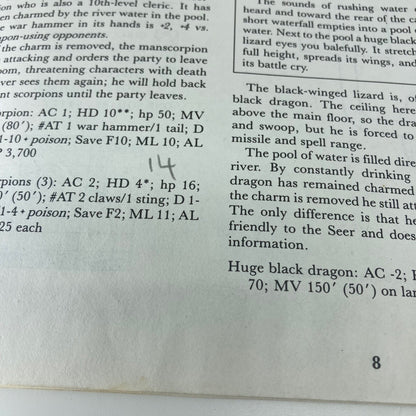 on who is also a 10th-level cleric. It has
en charmed by the river water in the pool.
e war hammer in his hands is +2, +4 vs.
apon-using opponents.
the charm is removed, the manscorpion
attacking and orders the party to leave
oom, threatening characters with death
ver sees them again; he will hold back
nt scorpions until the party leaves.
orpion: AC 1; HD 10**; hp 50; MV
(80′); #AT 1 war hammer/1 tail; D
1-10 + poison; Save F10; ML 10; AL
P 3,700
14
rpions (3): AC 2; HD 4*; hp 16;
0′ (50′); #AT 2 claws/1 sting; D 1-
1-4 + poison; Save F2; ML 11; AL
25 each
The sounds of rushing water
heard and toward the rear of the c
short waterfall empties into a pool o
water. Next to the pool a huge black
lizard eyes you balefully. It stretch
full height, spreads its wings, and
its battle cry.
The black-winged lizard is, o
black dragon. The ceiling here
above the main floor, so the dra
and swoop, but he is forced to
missile and spell range.
The pool of water is filled direc
river. By constantly drinking
dragon has remained charmed
the charm is removed he still att
The only difference is that he
friendly to the Seer and does
information.
Huge black dragon: AC -2; H
70; MV 150′ (50′) on lan
8